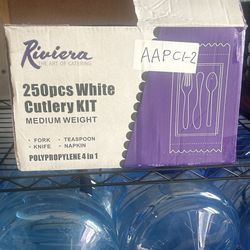 Riviera
THE ART OF CATERING
AAPC1-2
250pcs White
Cutlery KIT
MEDIUM WEIGHT
• FORK • TEASPOON
• KNIFE • NAPKIN
POLYPROPYLENE 4 in 1